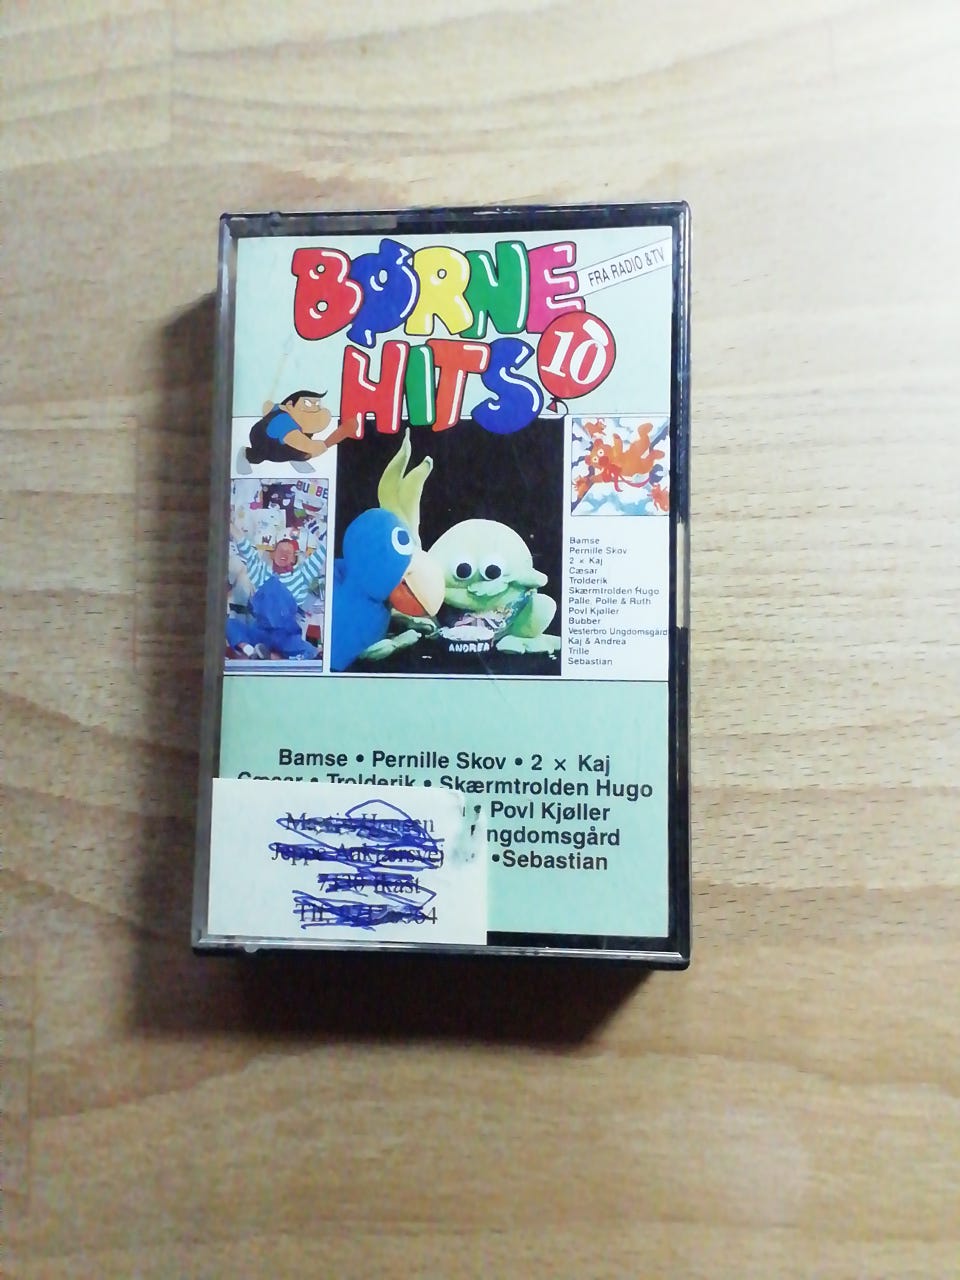 BØRNE
FRA RADIO & TV
HITS
10
BUBBE
ANDREA
Bamse
Pernille Skov
2 x Kaj
Cæsar
Trolderik
Skærmtrolden Hugo
Palle, Polle & Ruth
Povl Kjøller
Bubber
Vesterbro Ungdomsgård
Kaj & Andrea
Trille
Sebastian
Bamse • Pernille Skov • 2 x Kaj
Cæsar • Trolderik • Skærmtrolden Hugo
• Povl Kjøller
Ungdomsgård
•Sebastian